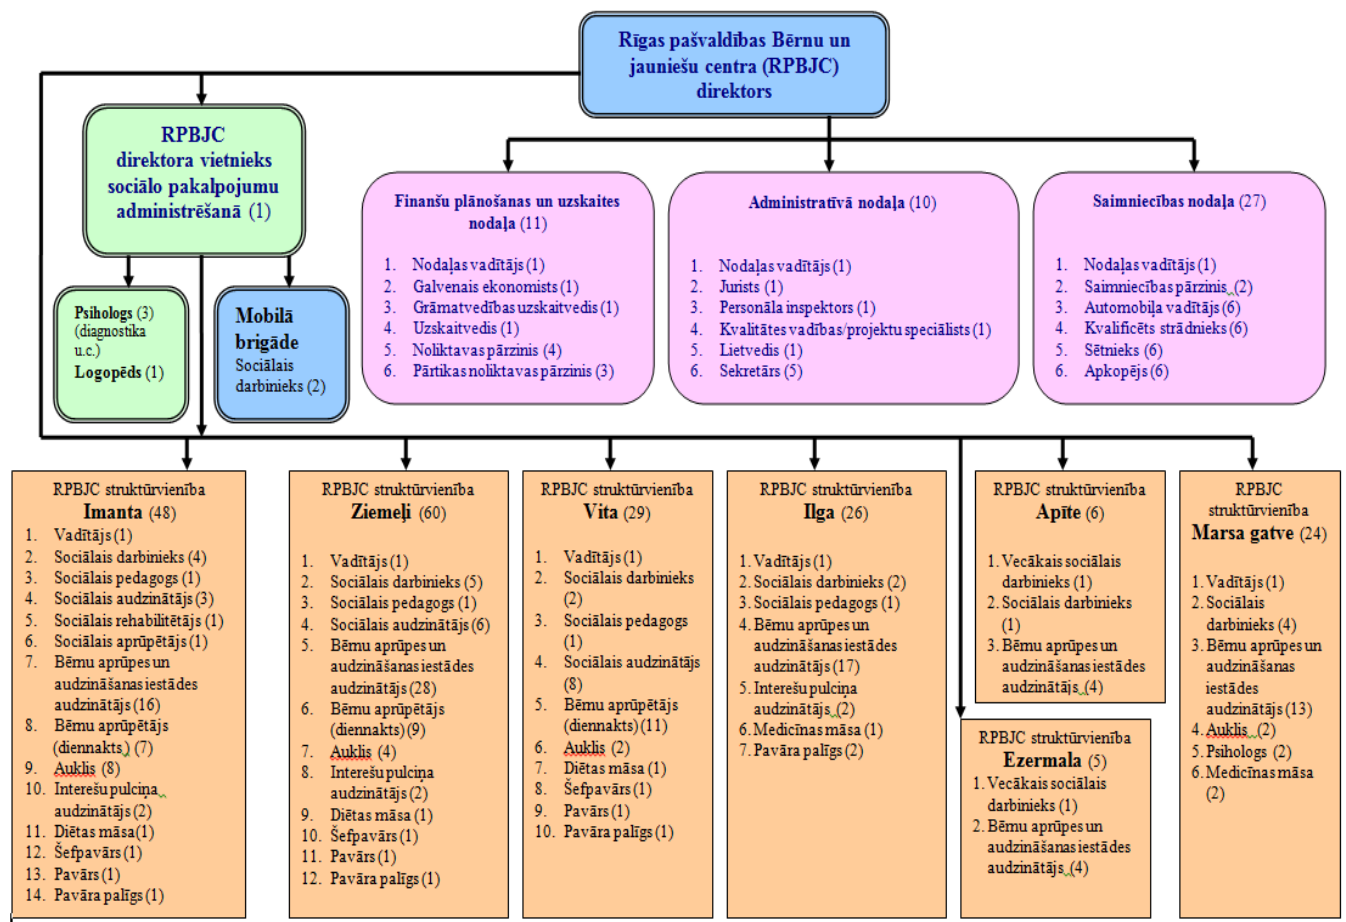 Rīgas pašvaldības Bērnu un
jauniešu centra (RPBJC)
direktors
RPBJC
direktora vietnieks
sociālo pakalpojumu
administrēšanā (1)
Psihologs (3)
(diagnostika
u.c.)
Logopēds (1)
Mobilā
brigāde
Sociālais
darbinieks (2)
Finanšu plānošanas un uzskaites
nodaļa (11)
1. Nodaļas vadītājs (1)
2. Galvenais ekonomists (1)
3. Grāmatvedības uzskaitvedis (1)
4. Uzskaitvedis (1)
5. Noliktavas pārzinis (4)
6. Pārtikas noliktavas pārzinis (3)
Administratīvā nodaļa (10)
1. Nodaļas vadītājs (1)
2. Jurists (1)
3. Personāla inspektors (1)
4. Kvalitātes vadības/projektu speciālists (1)
5. Lietvedis (1)
6. Sekretārs (5)
Saimniecības nodaļa (27)
1. Nodaļas vadītājs (1)
2. Saimniecības pārzinis (2)
3. Automobiļa vadītājs (6)
4. Kvalificēts strādnieks (6)
5. Sētnieks (6)
6. Apkopējs (6)
RPBJC struktūrvienība
Imanta (48)
1. Vadītājs (1)
2. Sociālais darbinieks (4)
3. Sociālais pedagogs (1)
4. Sociālais audzinātājs (3)
5. Sociālais rehabilitētājs (1)
6. Sociālais aprūpētājs (1)
7. Bērnu aprūpes un
audzināšanas iestādes
audzinātājs (16)
8. Bērnu aprūpētājs
(diennakts) (7)
9. Auklis (8)
10. Interešu pulciņa
audzinātājs (2)
11. Diētas māsa (1)
12. Šefpavārs (1)
13. Pavārs (1)
14. Pavāra palīgs (1)
RPBJC struktūrvienība
Ziemeļi (60)
1. Vadītājs (1)
2. Sociālais darbinieks (5)
3. Sociālais pedagogs (1)
4. Sociālais audzinātājs (6)
5. Bērnu aprūpes un
audzināšanas iestādes
audzinātājs (28)
6. Bērnu aprūpētājs
(diennakts) (9)
7. Auklis (4)
8. Interešu pulciņa
audzinātājs (2)
9. Diētas māsa (1)
10. Šefpavārs (1)
11. Pavārs (1)
12. Pavāra palīgs (1)
RPBJC struktūrvienība
Vita (29)
1. Vadītājs (1)
2. Sociālais darbinieks
(2)
3. Sociālais pedagogs
(1)
4. Sociālais audzinātājs
(8)
5. Bērnu aprūpētājs
(diennakts) (11)
6. Auklis (2)
7. Diētas māsa (1)
8. Šefpavārs (1)
9. Pavārs (1)
10. Pavāra palīgs (1)
RPBJC struktūrvienība
Ilga (26)
1. Vadītājs (1)
2. Sociālais darbinieks (2)
3. Sociālais pedagogs (1)
4. Bērnu aprūpes un
audzināšanas iestādes
audzinātājs (17)
5. Interešu pulciņa
audzinātājs (2)
6. Medicīnas māsa (1)
7. Pavāra palīgs (2)
RPBJC struktūrvienība
Apīte (6)
1. Vecākais sociālais
darbinieks (1)
2. Sociālais darbinieks
(1)
3. Bērnu aprūpes un
audzināšanas iestādes
audzinātājs (4)
RPBJC struktūrvienība
Ezermala (5)
1. Vecākais sociālais
darbinieks (1)
2. Bērnu aprūpes un
audzināšanas iestādes
audzinātājs (4)
RPBJC
struktūrvienība
Marsa gatve (24)
1. Vadītājs (1)
2. Sociālais
darbinieks (4)
3. Bērnu aprūpes un
audzināšanas
iestādes
audzinātājs (13)
4. Auklis (2)
5. Psihologs (2)
6. Medicīnas māsa
(2)